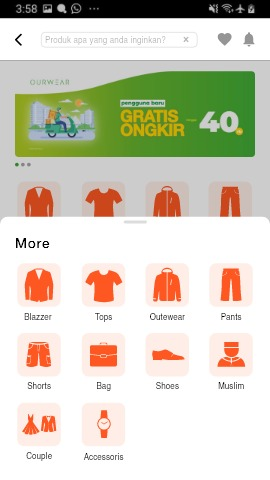 3:58
Produk apa yang anda inginkan?
OURWEAR
pengguna baru
GRATIS
ONGKIR
40
More
Blazzer
Tops
Outewear
Pants
Shorts
Bag
Shoes
Muslim
Couple
Accessoris